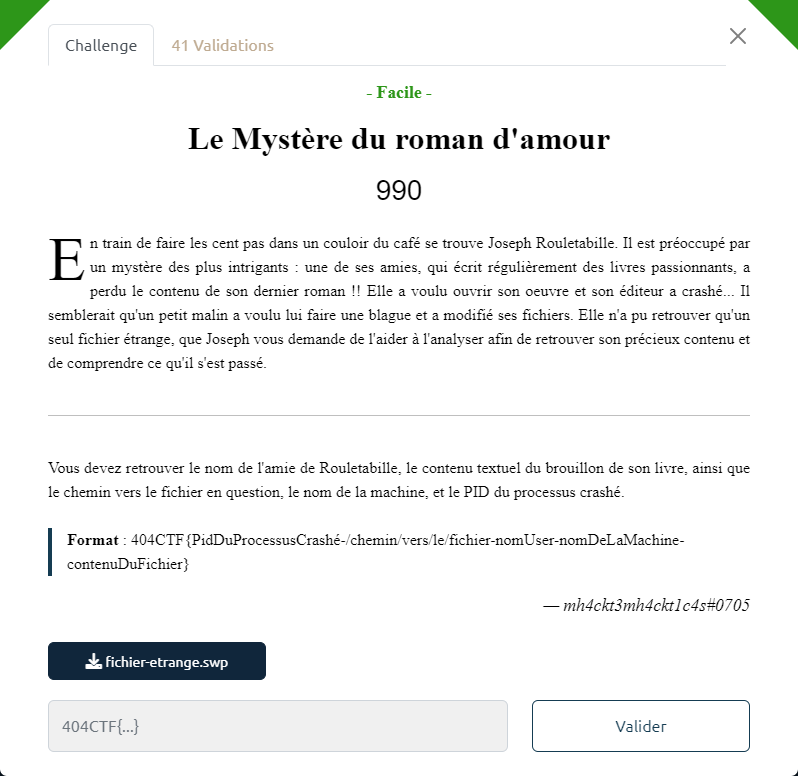 Challenge
41 Validations
- Facile -
Le Mystère du roman d'amour
990
En train de faire les cent pas dans un couloir du café se trouve Joseph Rouletabille. Il est préoccupé par
un mystère des plus intrigants : une de ses amies, qui écrit régulièrement des livres passionnants, a
perdu le contenu de son dernier roman !! Elle a voulu ouvrir son oeuvre et son éditeur a crashé... Il
semblerait qu'un petit malin a voulu lui faire une blague et a modifié ses fichiers. Elle n'a pu retrouver qu'un
seul fichier étrange, que Joseph vous demande de l'aider à l'analyser afin de retrouver son précieux contenu et
de comprendre ce qu'il s'est passé.
Vous devez retrouver le nom de l'amie de Rouletabille, le contenu textuel du brouillon de son livre, ainsi que
le chemin vers le fichier en question, le nom de la machine, et le PID du processus crashé.
Format : 404CTF{PidDuProcessusCrashé-/chemin/vers/le/fichier-nomUser-nomDeLaMachine-
contenuDuFichier}
— mh4ckt3mh4ckt1c4s#0705
fichier-etrange.swp
404CTF{...}
Valider